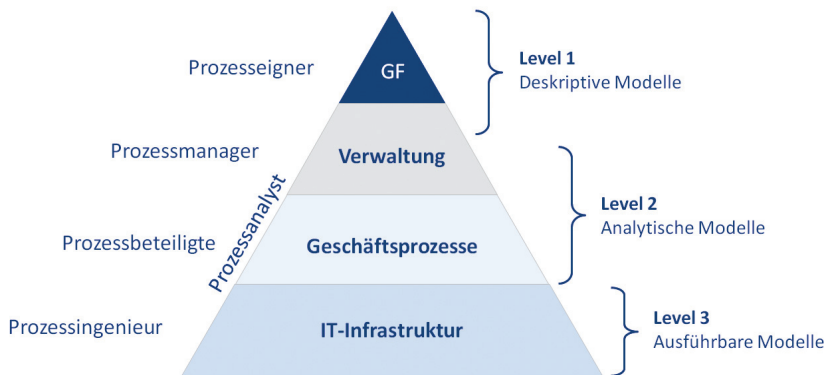 Prozesseigner
GF
Level 1
Deskriptive Modelle
Prozessmanager
Verwaltung
Prozessanalyst
Level 2
Analytische Modelle
Prozessbeteiligte
Geschäftsprozesse
Prozessingenieur
IT-Infrastruktur
Level 3
Ausführbare Modelle